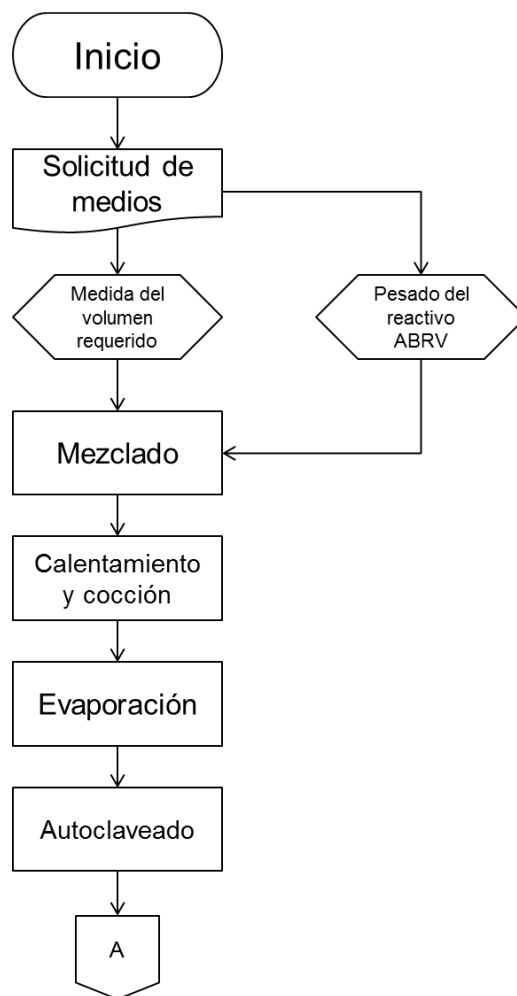 Inicio
Solicitud de
medios
Medida del
volumen
requerido
Pesado del
reactivo
ABRV
Mezclado
Calentamiento
y cocción
Evaporación
Autoclaveado
A